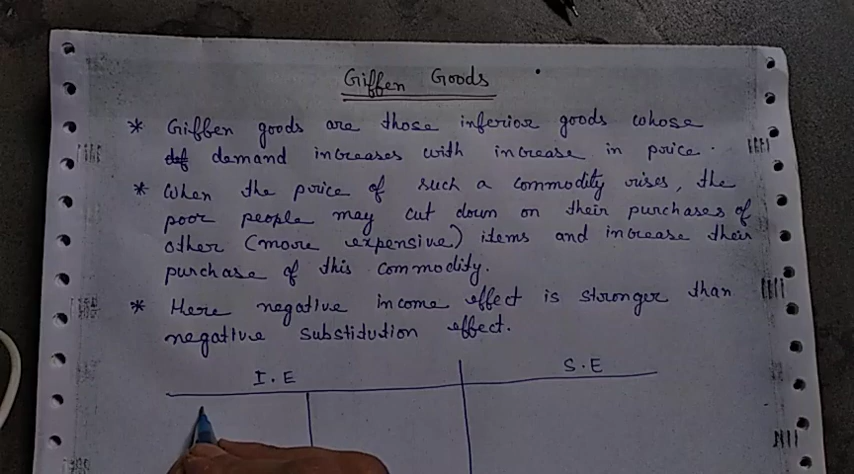 Giffen Goods
* Giffen goods are those inferior goods whose
demand increases with increase in price.
* When the price of such a commodity rises, the
poor people may cut down on their purchases of
other (more expensive) items and increase their
purchase of this commodity.
* Here negative income effect is stronger than
negative substitution effect.
I.E S.E